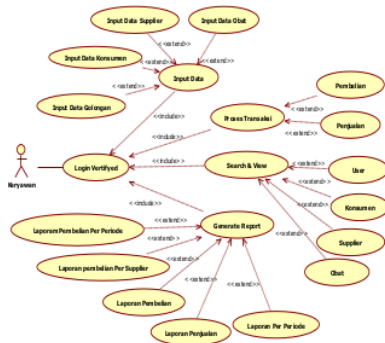 Input Data Supplier
Input Data Obat
<<extend>>
<<extend>>
Input Data Konsumen
<<extend>>
Input Data
Input Data Golongan
<<extend>>
Pembelian
<<extend>>
Proses Transaksi
Penjualan
<<extend>>
<<include>>
<<include>>
Karyawan
Login Vertifyed
<<include>>
Search & View
User
<<extend>>
<<extend>>
Konsumen
<<include>>
<<extend>>
Supplier
<<extend>>
Obat
Generate Report
Laporam Pembelian Per Periode
<<extend>>
Laporan pembelian Per Supplier
<<extend>>
Laporan Pembelian
<<extend>>
Laporan Penjualan
<<extend>>
Laporan Per Periode
<<extend>>